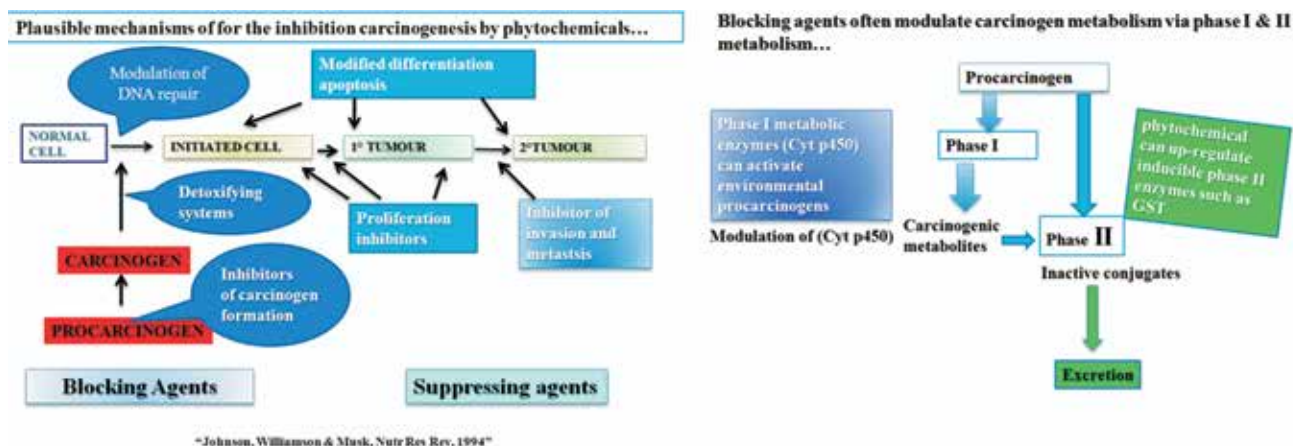 Plausible mechanisms of for the inhibition carcinogenesis by phytochemicals...
Modulation of
DNA repair
Modified differentiation
apoptosis
NORMAL
CELL
INITIATED CELL
1° TUMOUR
2°TUMOUR
Detoxifying
systems
Proliferation
inhibitors
Inhibitor of
invasion and
metastsis
CARCINOGEN
Inhibitors
of carcinogen
formation
PROCARCINOGEN
Blocking Agents
Suppressing agents
"Johnson, Williamson & Musk, Nutr Res Rev, 1994"
Blocking agents often modulate carcinogen metabolism via phase I & II
metabolism...
Procarcinogen
Phase I metabolic
enzymes (Cyt p450)
can activate
environmental
procarcinogens
Phase I
phytochemical
can up-regulate
inducible phase II
enzymes such as
GST
Modulation of (Cyt p450)
Carcinogenic
metabolites
Phase II
Inactive conjugates
Excretion